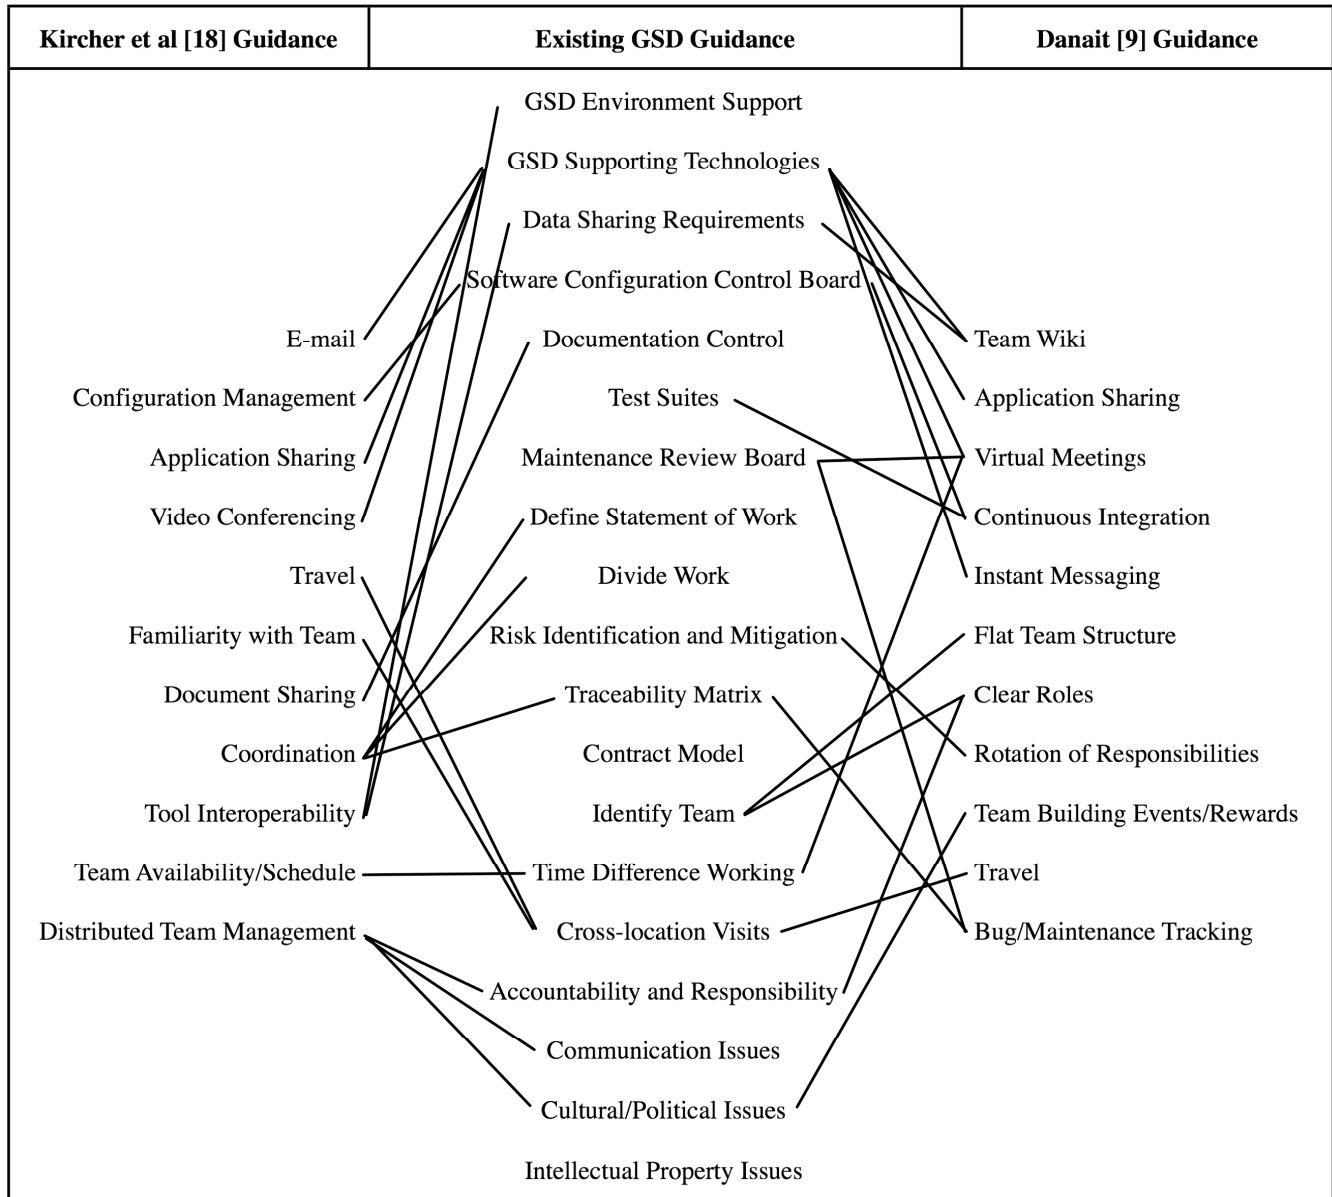 Kircher et al [18] Guidance Existing GSD Guidance Danait [9] Guidance
GSD Environment Support
GSD Supporting Technologies
Data Sharing Requirements
Software Configuration Control Board
E-mail Documentation Control Team Wiki
Configuration Management Test Suites Application Sharing
Application Sharing Maintenance Review Board Virtual Meetings
Video Conferencing Define Statement of Work Continuous Integration
Travel Divide Work Instant Messaging
Familiarity with Team Risk Identification and Mitigation Flat Team Structure
Document Sharing Traceability Matrix Clear Roles
Coordination Contract Model Rotation of Responsibilities
Tool Interoperability Identify Team Team Building Events/Rewards
Team Availability/Schedule Time Difference Working Travel
Distributed Team Management Cross-location Visits Bug/Maintenance Tracking
Accountability and Responsibility
Communication Issues
Cultural/Political Issues
Intellectual Property Issues